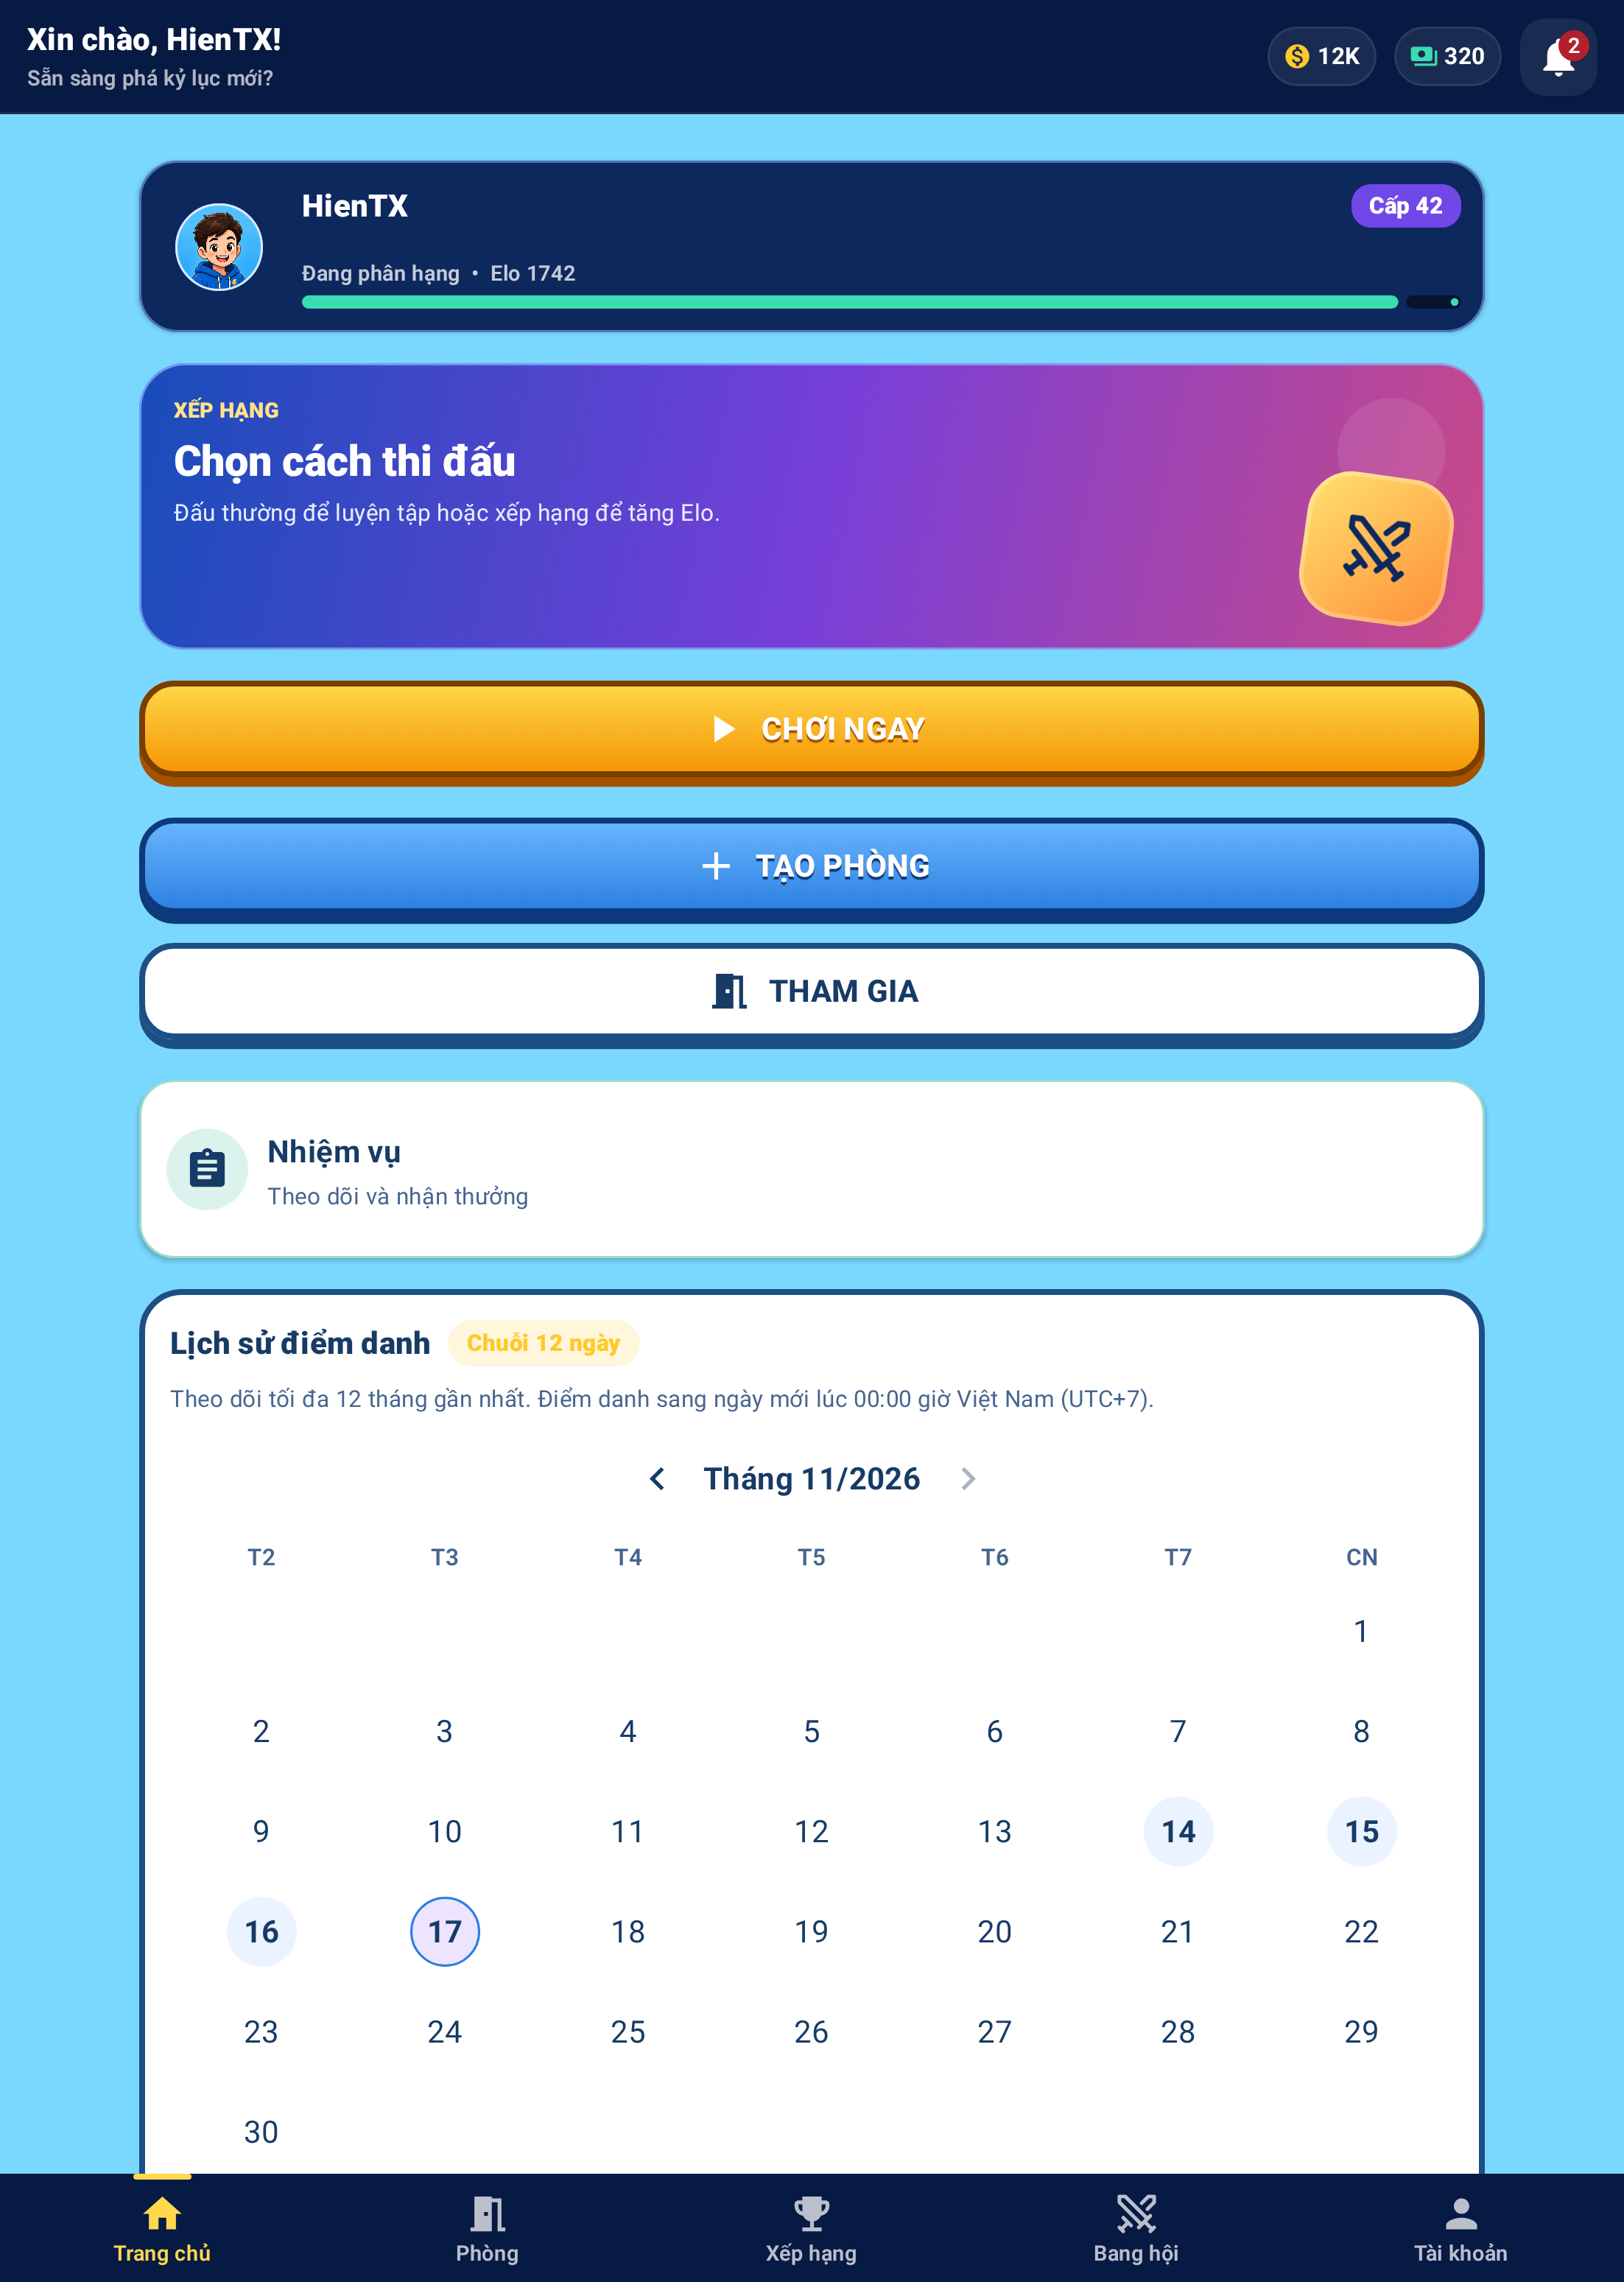 Xin chào, HienTX!
Sẵn sàng phá kỷ lục mới?
12K
320
2
HienTX
Cấp 42
Đang phân hạng • Elo 1742
XẾP HẠNG
Chọn cách thi đấu
Đấu thường để luyện tập hoặc xếp hạng để tăng Elo.
CHƠI NGAY
TẠO PHÒNG
THAM GIA
Nhiệm vụ
Theo dõi và nhận thưởng
Lịch sử điểm danh
Chuỗi 12 ngày
Theo dõi tối đa 12 tháng gần nhất. Điểm danh sang ngày mới lúc 00:00 giờ Việt Nam (UTC+7).
Tháng 11/2026
T2 T3 T4 T5 T6 T7 CN
1
2 3 4 5 6 7 8
9 10 11 12 13 14 15
16 17 18 19 20 21 22
23 24 25 26 27 28 29
30
Trang chủ
Phòng
Xếp hạng
Bang hội
Tài khoản